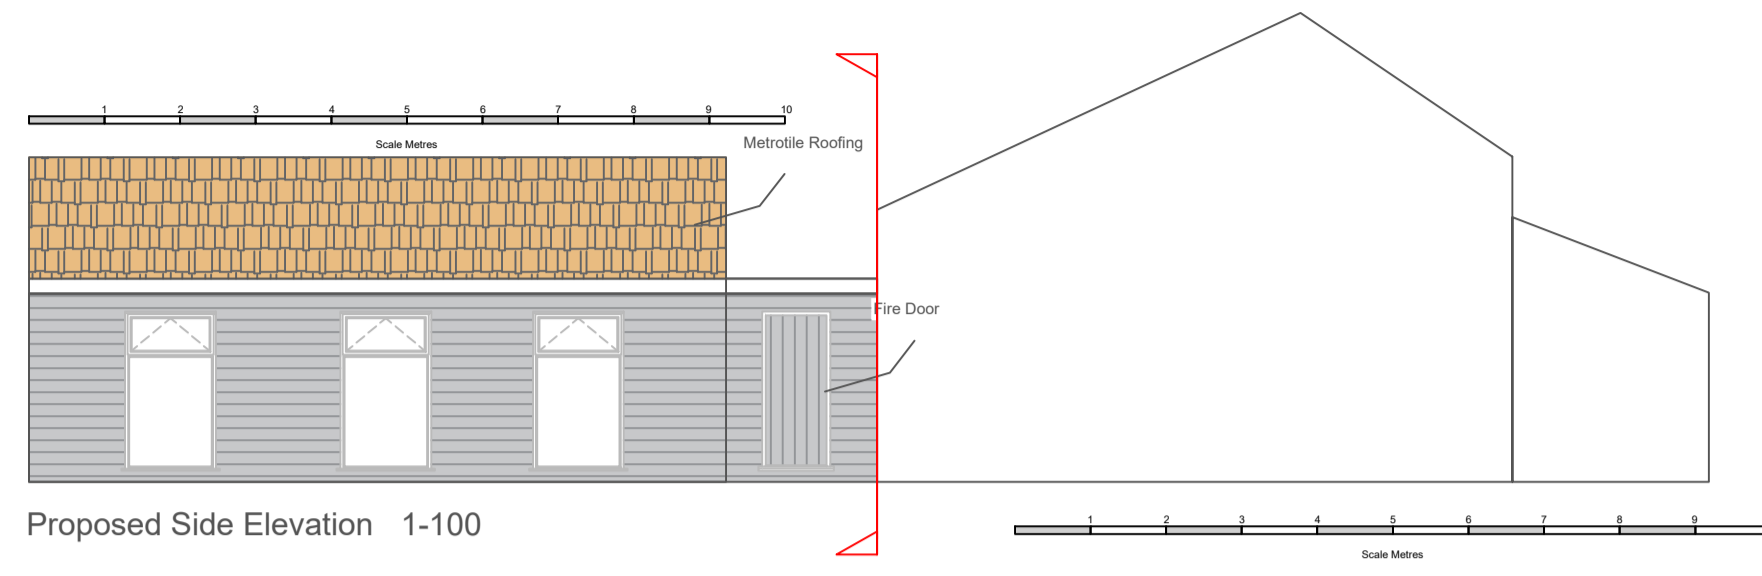 1 2 3 4 5 6 7 8 9 10
Scale Metres
Metrotile Roofing
Fire Door
Proposed Side Elevation 1-100
1 2 3 4 5 6 7 8 9
Scale Metres